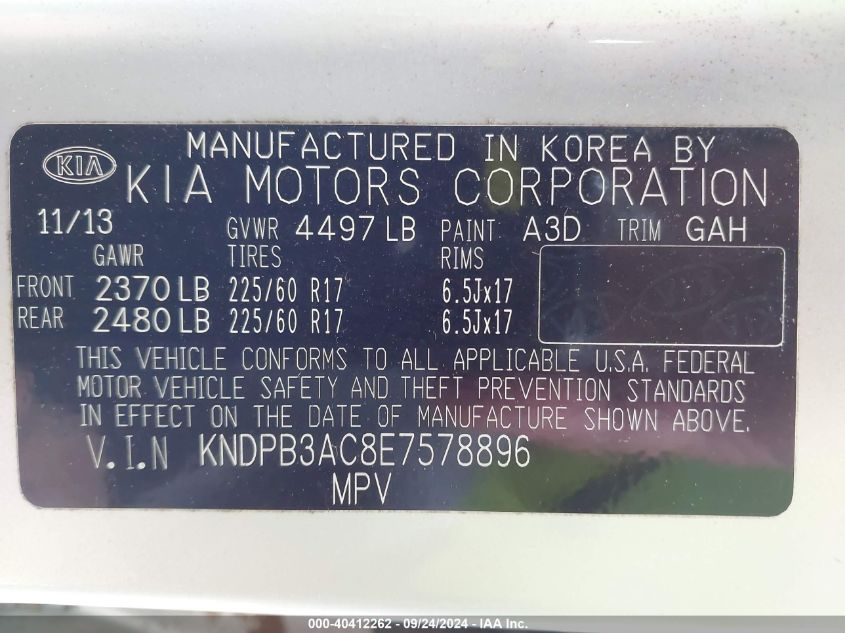 MANUFACTURED IN KOREA BY
KIA KIA MOTORS CORPORATION
11/13 GVWR 4497 LB PAINT A3D TRIM GAH
GAWR TIRES RIMS
FRONT 2370 LB 225/60 R17 6.5Jx17
REAR 2480 LB 225/60 R17 6.5Jx17
THIS VEHICLE CONFORMS TO ALL APPLICABLE U.S.A. FEDERAL
MOTOR VEHICLE SAFETY AND THEFT PREVENTION STANDARDS
IN EFFECT ON THE DATE OF MANUFACTURE SHOWN ABOVE.
V.I.N KNDPB3AC8E7578896
MPV
000-40412262 - 09/24/2024 - IAA Inc.